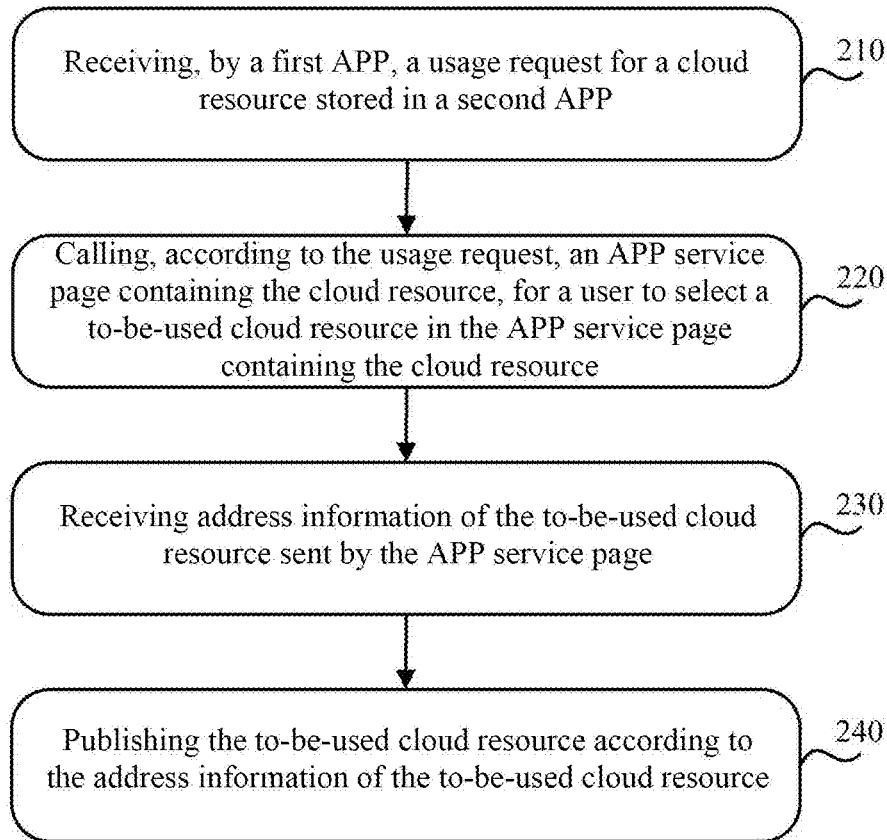 Receiving, by a first APP, a usage request for a cloud
resource stored in a second APP
210
Calling, according to the usage request, an APP service
page containing the cloud resource, for a user to select a
to-be-used cloud resource in the APP service page
containing the cloud resource
220
Receiving address information of the to-be-used cloud
resource sent by the APP service page
230
Publishing the to-be-used cloud resource according to
the address information of the to-be-used cloud resource
240